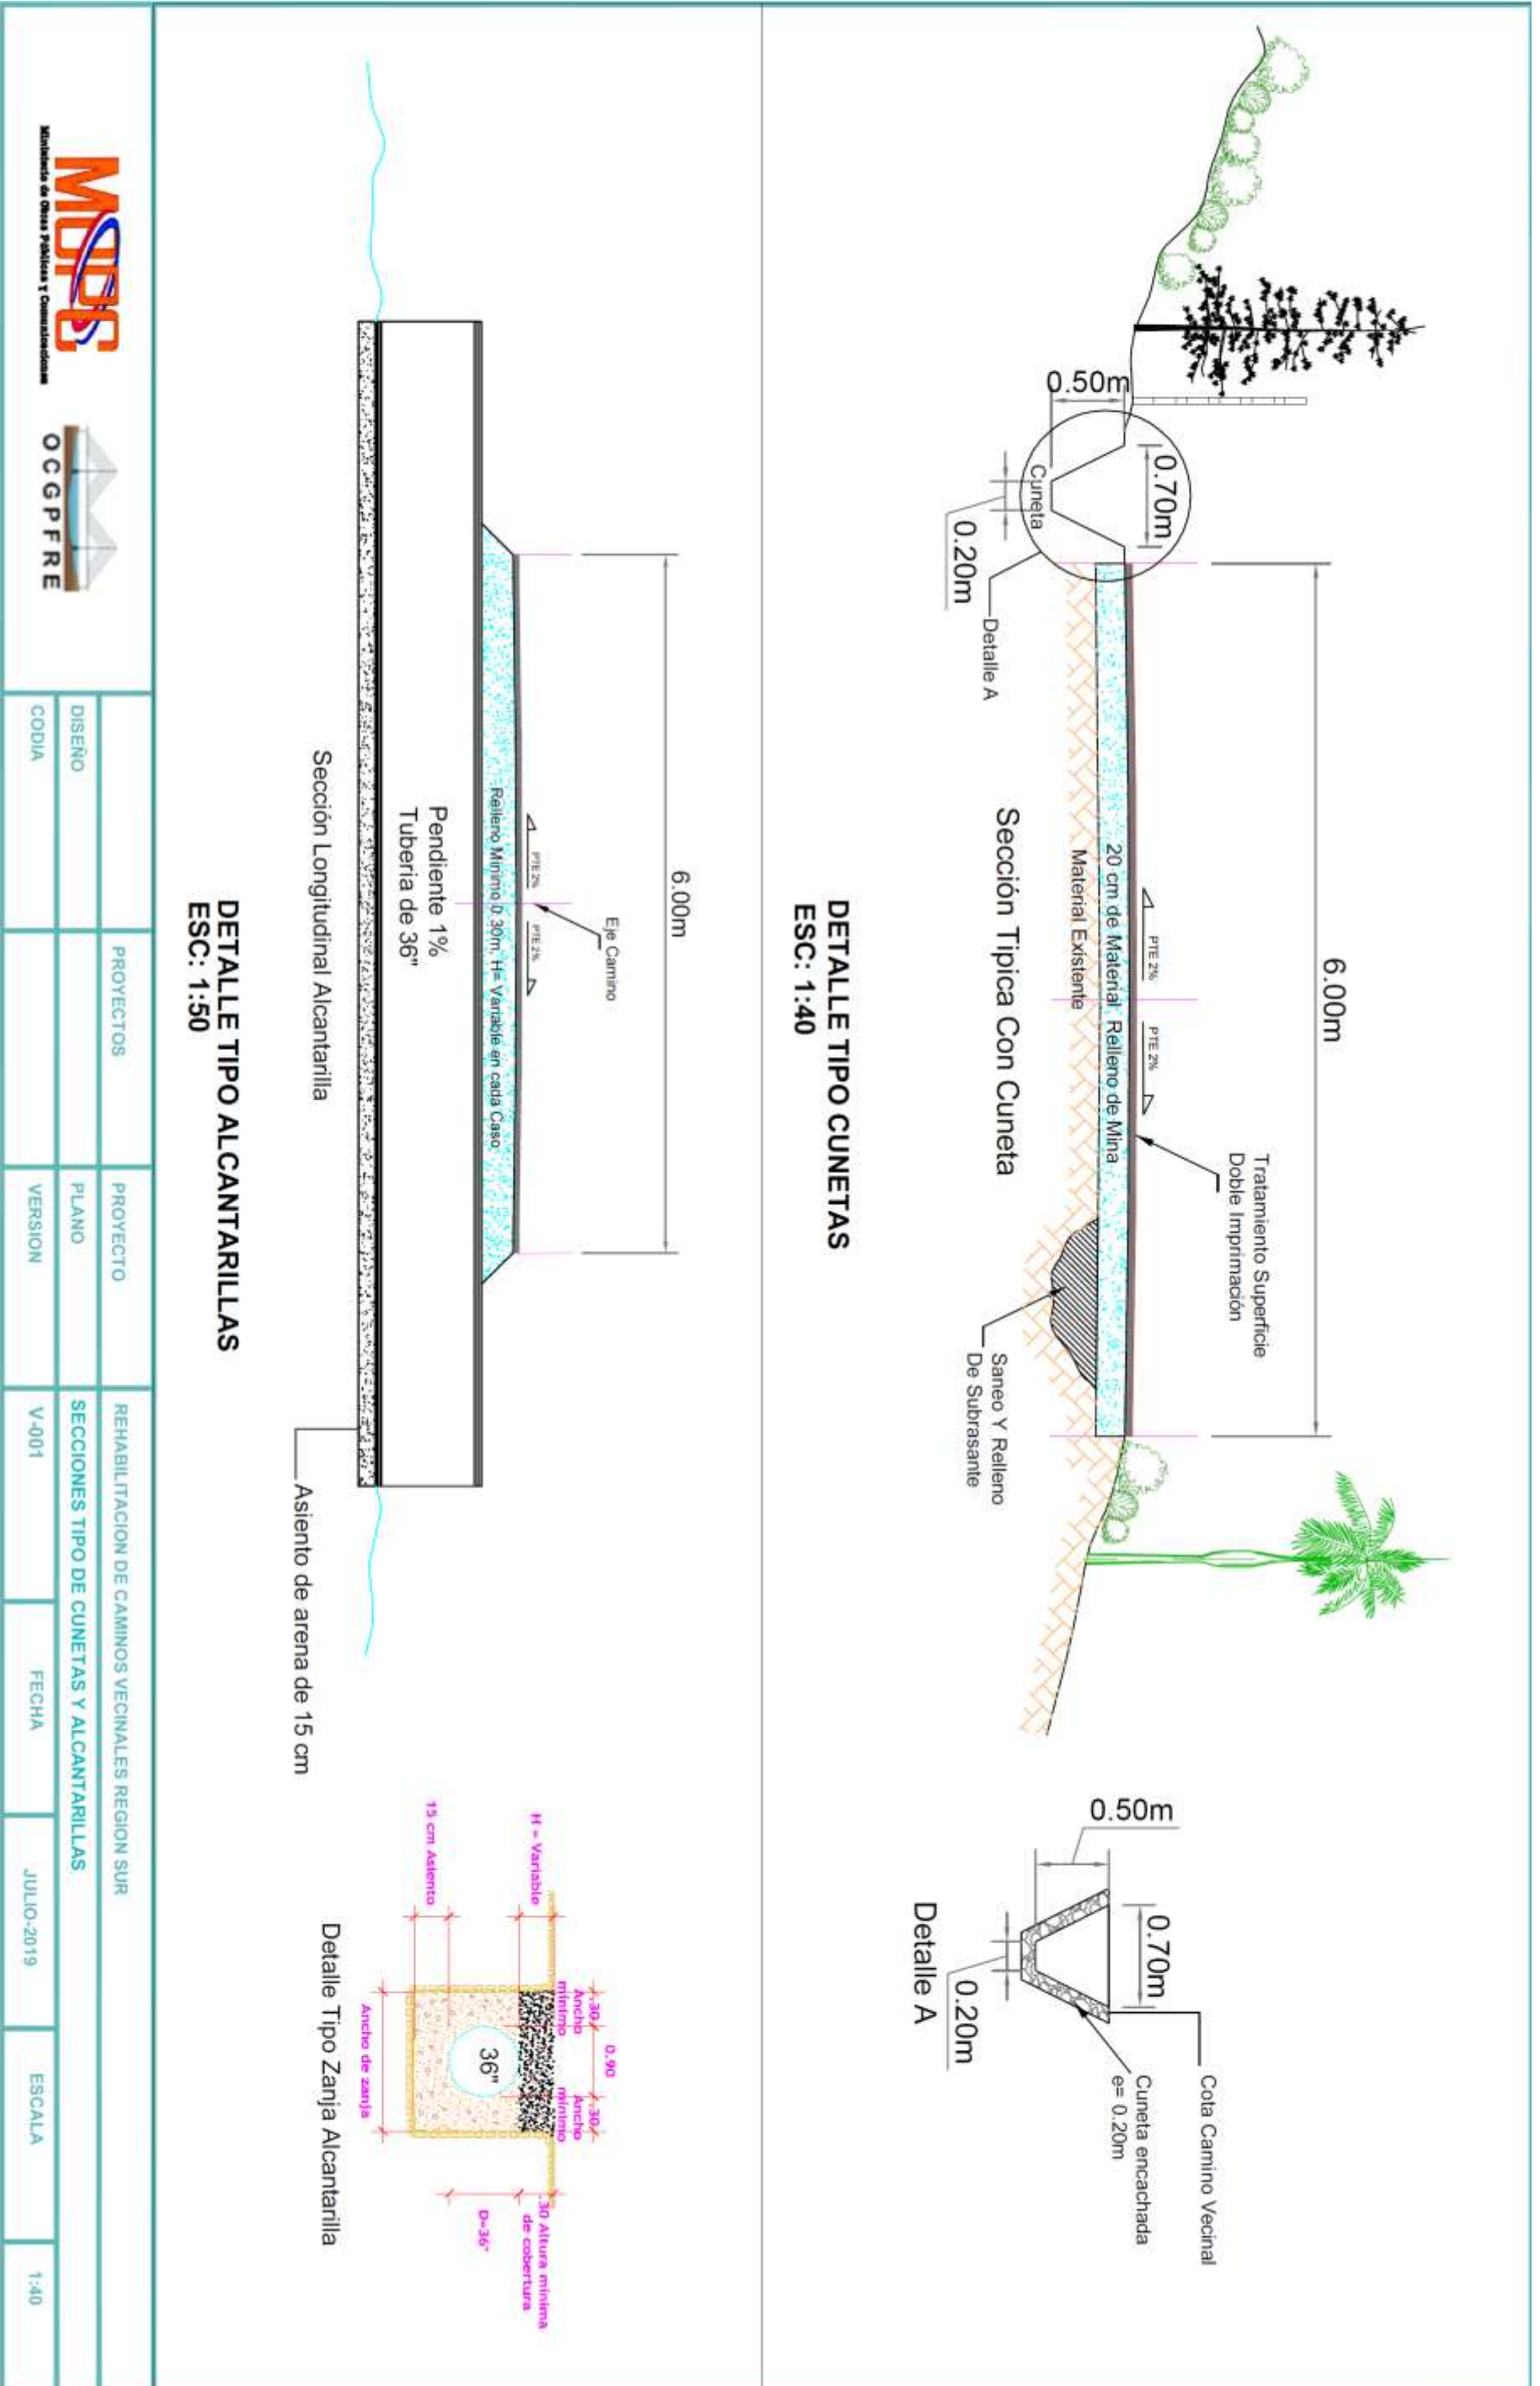 6.00m
Tratamiento Superficie
Doble Imprimación
PTE 2%
PTE 2%
0.50m
0.70m
Cuneta
0.20m
Detalle A
20 cm de Material Relleno de Mina
Material Existente
Saneo Y Relleno
De Subrasante
Sección Tipica Con Cuneta
0.50m
0.70m
0.20m
Cota Camino Vecinal
Cuneta encachada
e= 0.20m
Detalle A
DETALLE TIPO CUNETAS
ESC: 1:40
6.00m
Eje Camino
PTE 2%
PTE 2%
Relleno Minimo 0.30m, H= Variable en cada Caso
Pendiente 1%
Tuberia de 36"
Sección Longitudinal Alcantarilla
Asiento de arena de 15 cm
.30
0.90
.30
Ancho
minimo
Ancho
minimo
H = Variable
15 cm Asiento
36"
.30 Altura minima
de cobertura
D=36"
Ancho de zanja
Detalle Tipo Zanja Alcantarilla
DETALLE TIPO ALCANTARILLAS
ESC: 1:50
MOPC
Ministerio de Obras Públicas y Comunicaciones
OCGPFRE
PROYECTOS
PROYECTO
REHABILITACION DE CAMINOS VECINALES REGION SUR
DISEÑO
PLANO
SECCIONES TIPO DE CUNETAS Y ALCANTARILLAS
CODIA
VERSION
V-001
FECHA
JULIO-2019
ESCALA
1:40